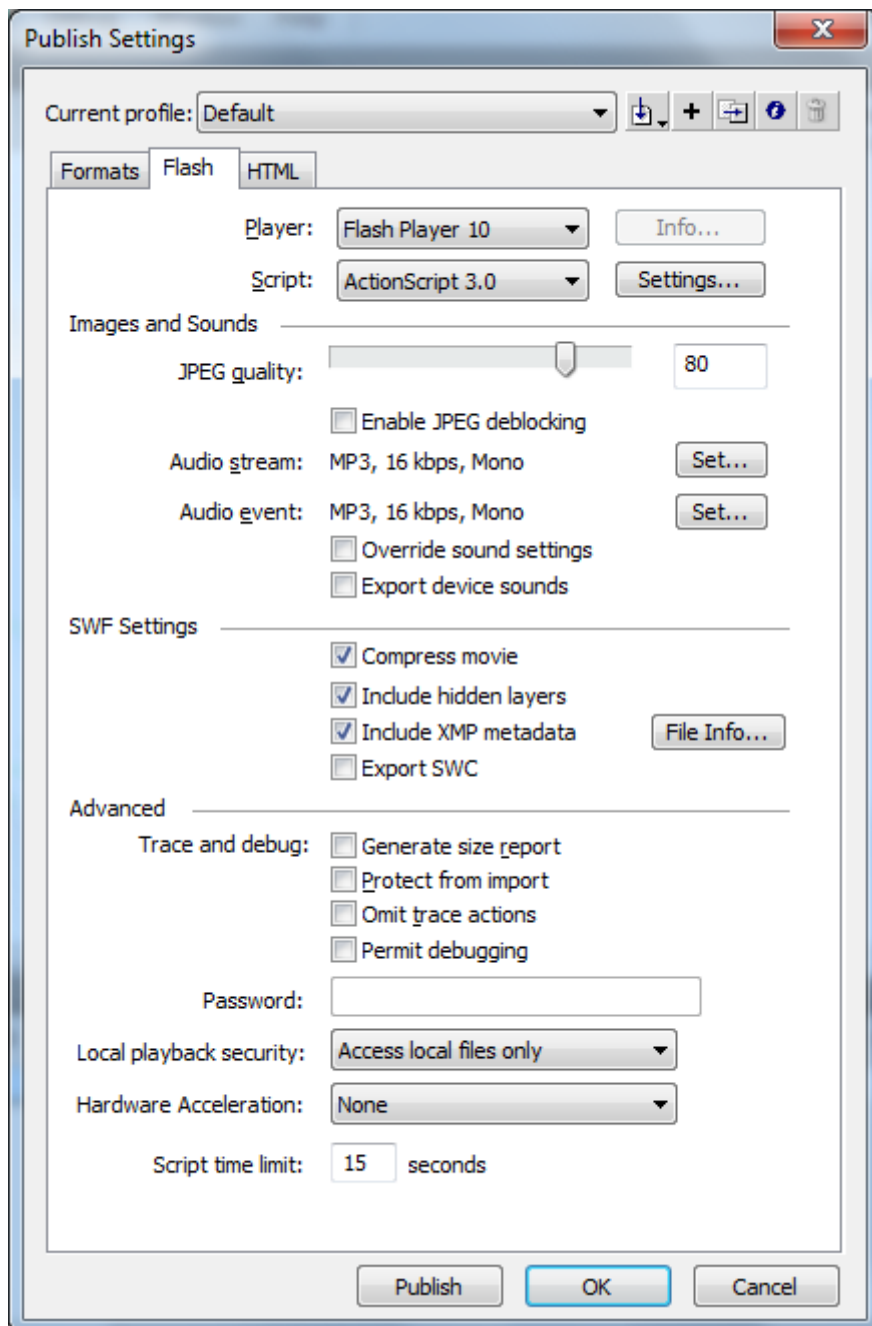 Publish Settings
Current profile: Default
Formats Flash HTML
Player: Flash Player 10 Info...
Script: ActionScript 3.0 Settings...
Images and Sounds
JPEG quality: 80
Enable JPEG deblocking
Audio stream: MP3, 16 kbps, Mono Set...
Audio event: MP3, 16 kbps, Mono Set...
Override sound settings
Export device sounds
SWF Settings
Compress movie
Include hidden layers
Include XMP metadata File Info...
Export SWC
Advanced
Trace and debug: Generate size report
Protect from import
Omit trace actions
Permit debugging
Password:
Local playback security: Access local files only
Hardware Acceleration: None
Script time limit: 15 seconds
Publish OK Cancel